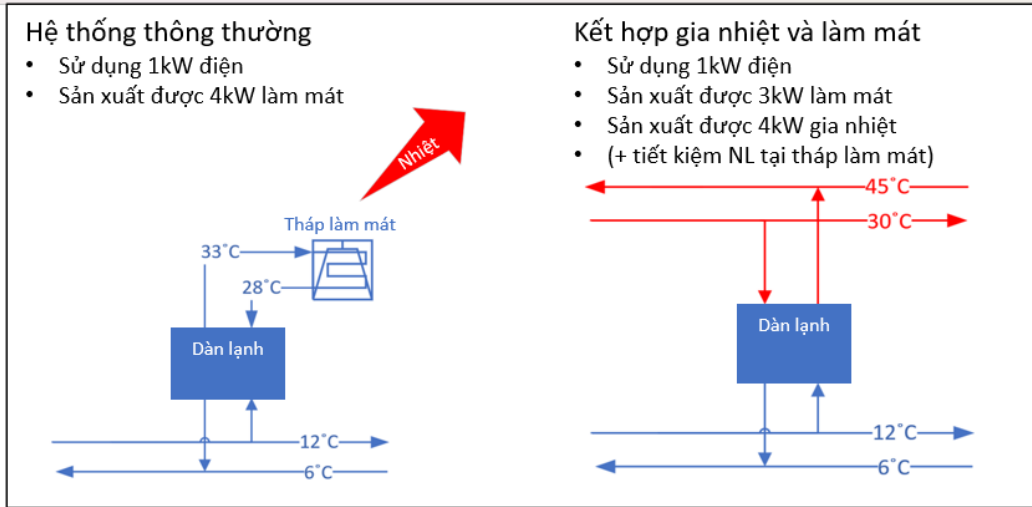 Hệ thống thông thường
• Sử dụng 1kW điện
• Sản xuất được 4kW làm mát
Nhiệt
Tháp làm mát
33°C
28°C
Dàn lạnh
12°C
6°C
Kết hợp gia nhiệt và làm mát
• Sử dụng 1kW điện
• Sản xuất được 3kW làm mát
• Sản xuất được 4kW gia nhiệt
• (+ tiết kiệm NL tại tháp làm mát)
45°C
30°C
Dàn lạnh
12°C
6°C